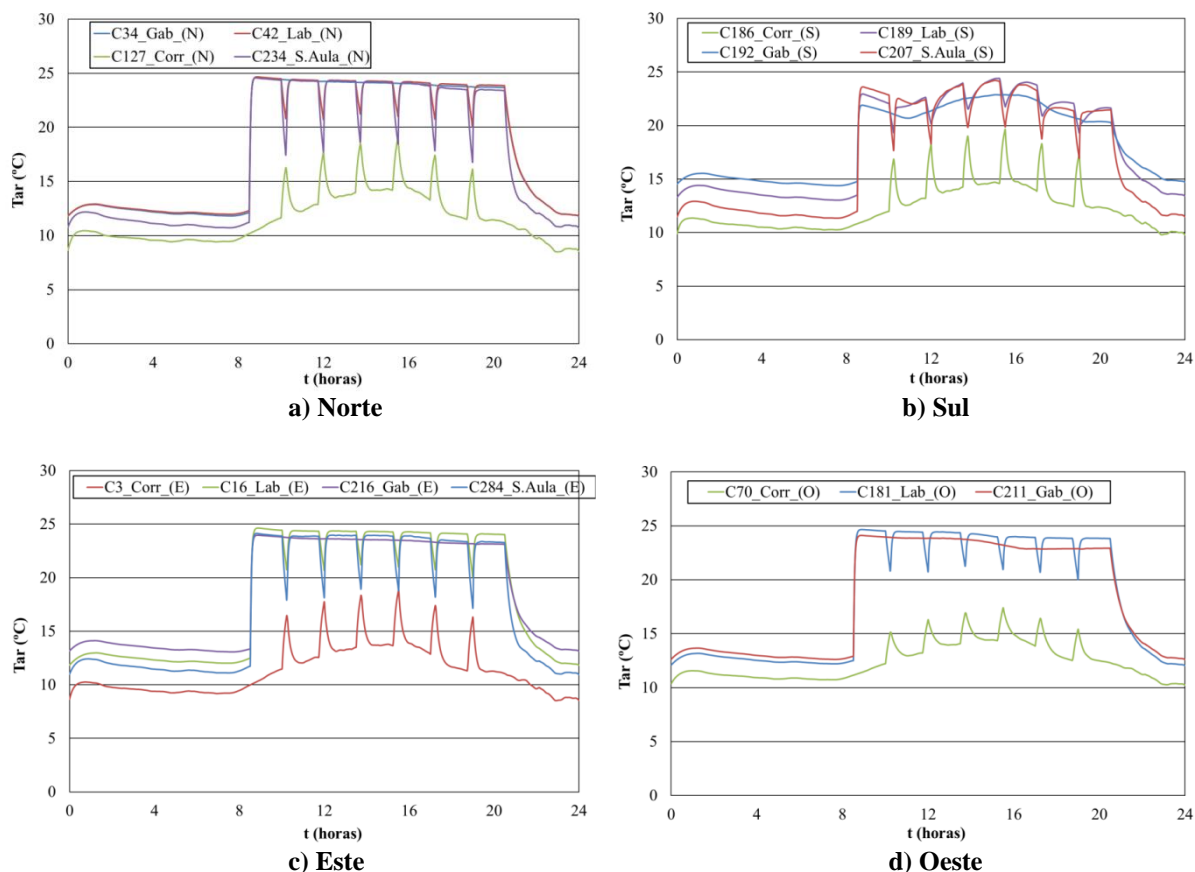 30
25
20
15
10
5
0
Tar (ºC)
C34_Gab_(N) C42_Lab_(N)
C127_Corr_(N) C234_S.Aula_(N)
0 4 8 12 16 20 24
t (horas)
a) Norte
30
25
20
15
10
5
0
Tar (ºC)
C186_Corr_(S) C189_Lab_(S)
C192_Gab_(S) C207_S.Aula_(S)
0 4 8 12 16 20 24
t (horas)
b) Sul
30
25
20
15
10
5
0
Tar (ºC)
C3_Corr_(E) C16_Lab_(E) C216_Gab_(E) C284_S.Aula_(E)
0 4 8 12 16 20 24
t (horas)
c) Este
30
25
20
15
10
5
0
Tar (ºC)
C70_Corr_(O) C181_Lab_(O) C211_Gab_(O)
0 4 8 12 16 20 24
t (horas)
d) Oeste